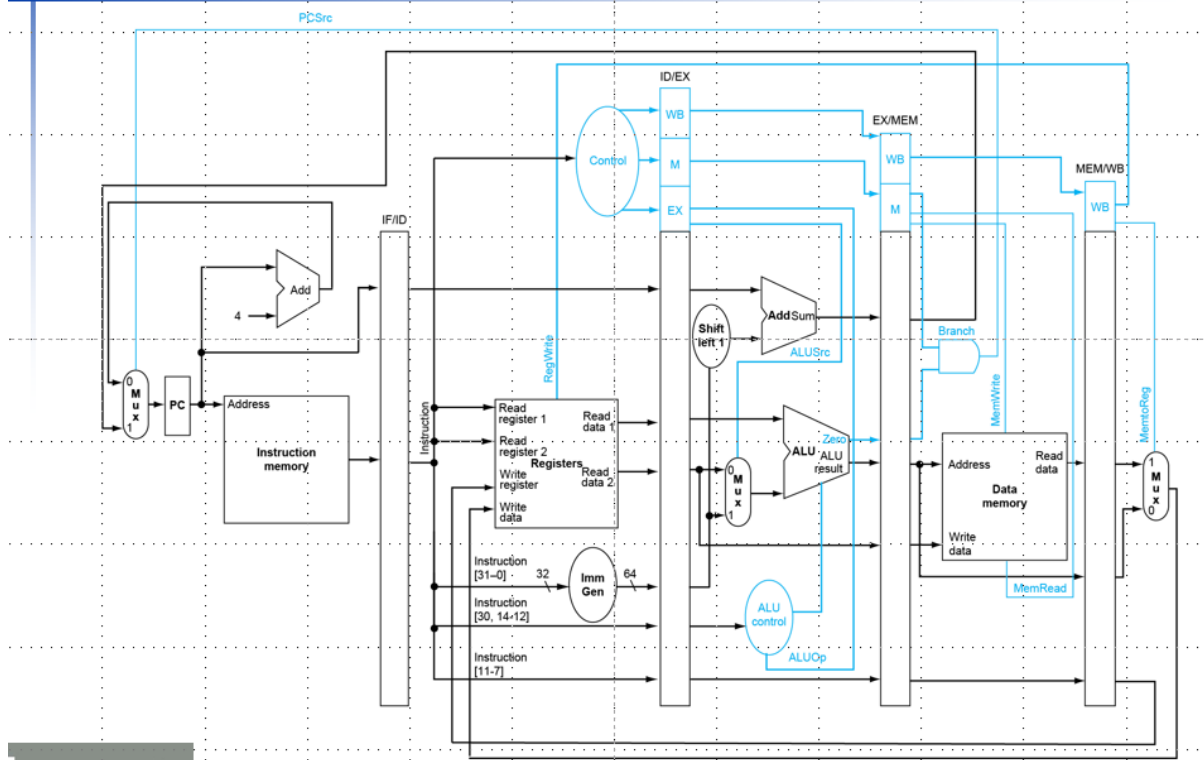 PCSrc
ID/EX
WB
EX/MEM
Control
M
WB
MEM/WB
EX
M
WB
IF/ID
Add
4
Shift
left 1
AddSum
Branch
ALUSrc
RegWrite
MemWrite
MemtoReg
0
M
u
x
1
PC
Address
Instruction
memory
Instruction
Read
register 1
Read
data 1
Read
register 2
Registers
Read
data 2
Write
register
Write
data
0
M
u
x
1
Zero
ALU
ALU
result
Address
Read
data
Data
memory
Write
data
1
M
u
x
0
Instruction
[31–0]
32
Imm
Gen
64
MemRead
Instruction
[30, 14-12]
ALU
control
ALUOp
Instruction
[11-7]